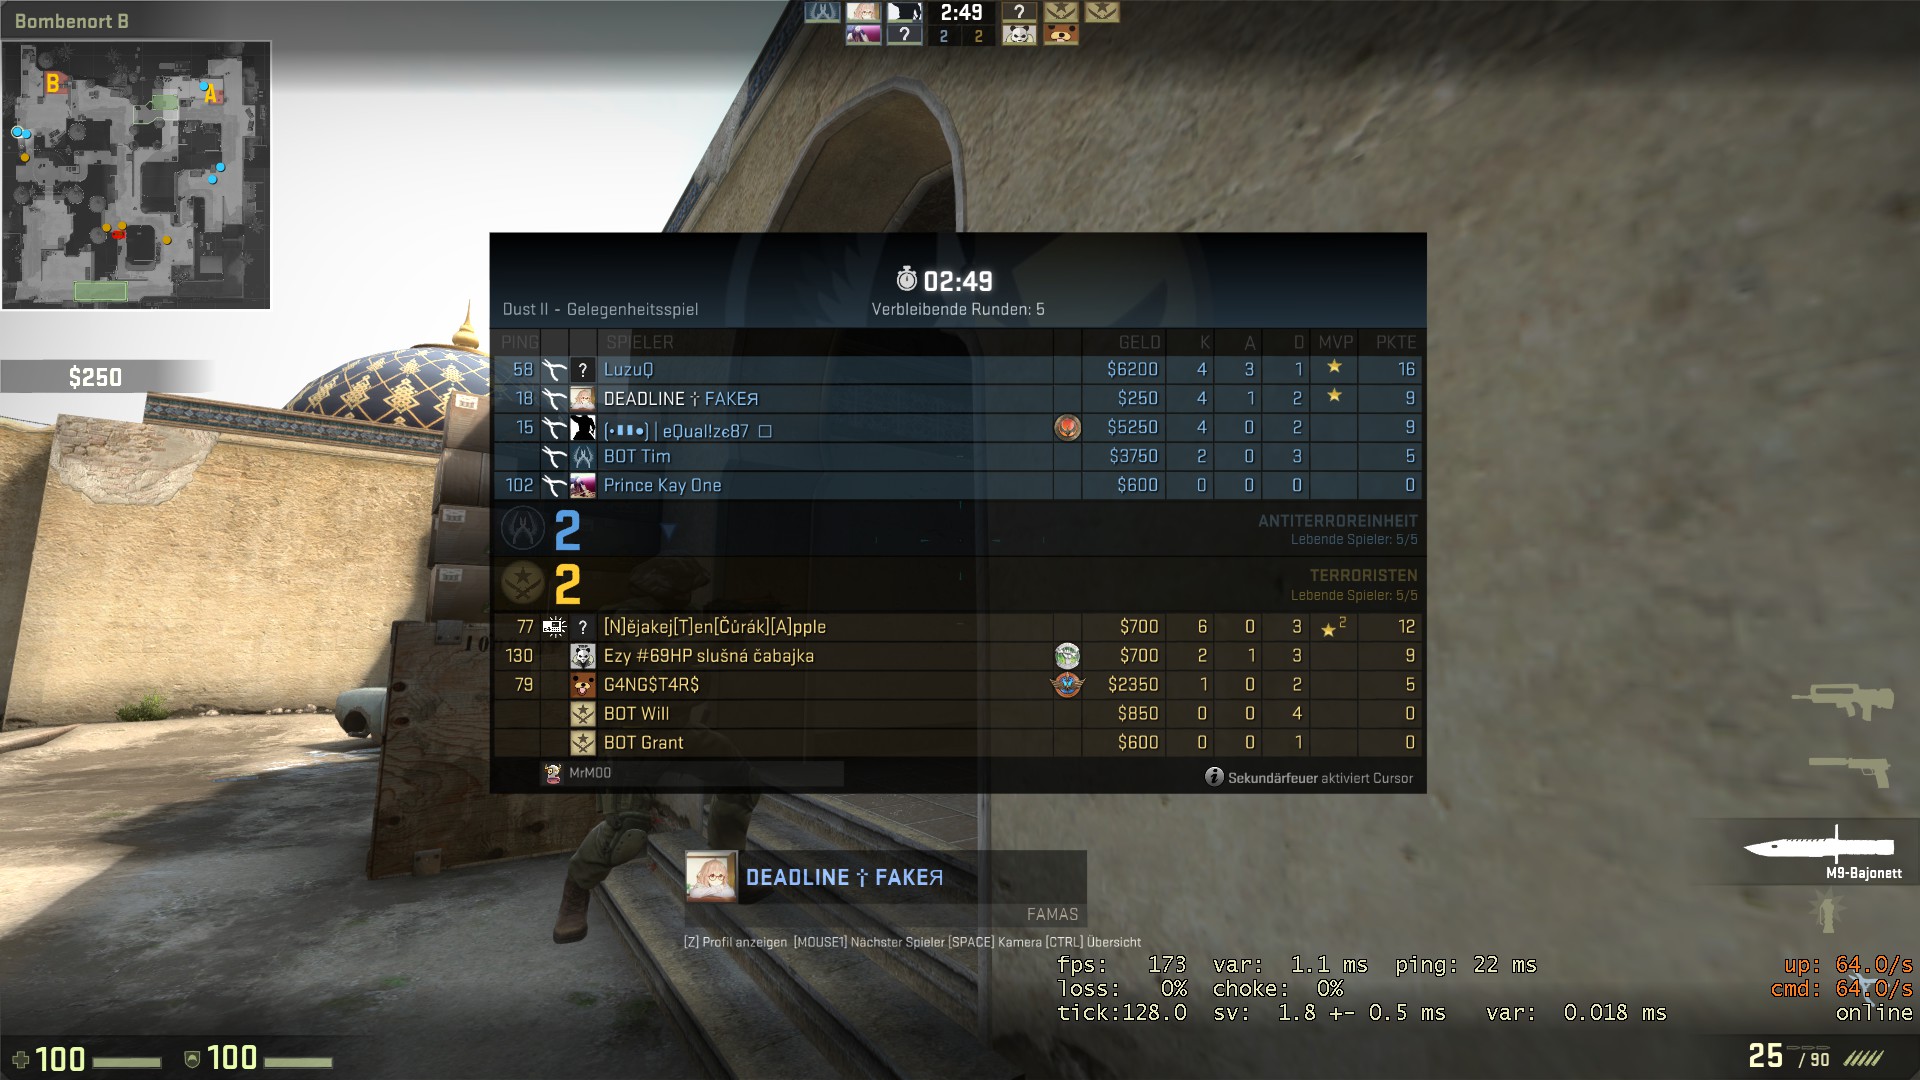 Bombenort B
B
A
2:49
2 2
?
?
$250
02:49
Dust II - Gelegenheitsspiel
Verbleibende Runden: 5
PING SPIELER GELD K A D MVP PKTE
58 ? LuzuQ $6200 4 3 1 ★ 16
18 DEADLINE † FAKEЯ $250 4 1 2 ★ 9
15 (•▮▮●) | eQual!zє87 □ $5250 4 0 2 9
BOT Tim $3750 2 0 3 5
102 Prince Kay One $600 0 0 0 0
2 ANTITERROREINHEIT
Lebende Spieler: 5/5
2 TERRORISTEN
Lebende Spieler: 5/5
77 ? [N]ějakej[T]en[Čůrák][A]pple $700 6 0 3 ★2 12
130 Ezy #69HP slušná čabajka $700 2 1 3 9
79 G4NG$T4R$ $2350 1 0 2 5
BOT Will $850 0 0 4 0
BOT Grant $600 0 0 1 0
MrM00
Sekundärfeuer aktiviert Cursor
DEADLINE † FAKEЯ
FAMAS
[Z] Profil anzeigen [MOUSE1] Nächster Spieler [SPACE] Kamera [CTRL] Übersicht
M9-Bajonett
fps: 173 var: 1.1 ms ping: 22 ms
loss: 0% choke: 0%
tick:128.0 sv: 1.8 +- 0.5 ms var: 0.018 ms
up: 64.0/s
cmd: 64.0/s
online
100 100
25 / 90